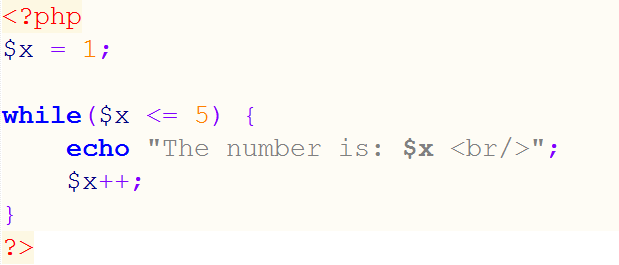 <?php
$x = 1;
while($x <= 5) {
    echo "The number is: $x <br/>";
    $x++;
}
?>